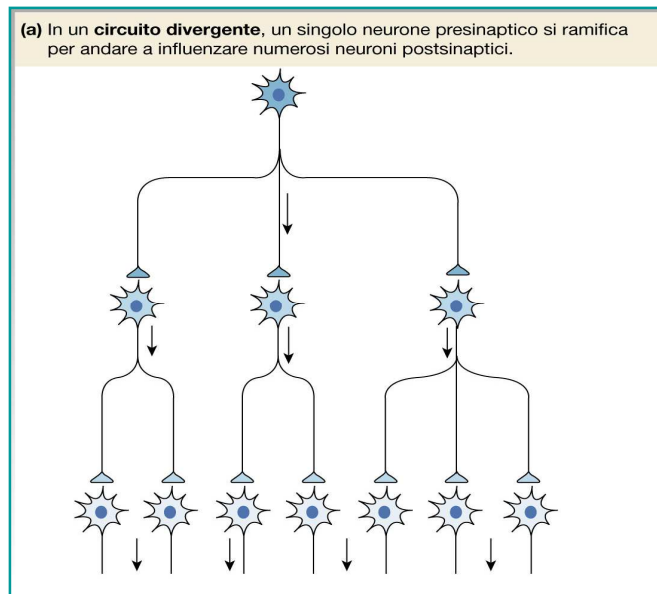 (a) In un circuito divergente, un singolo neurone presinaptico si ramifica
per andare a influenzare numerosi neuroni postsinaptici.